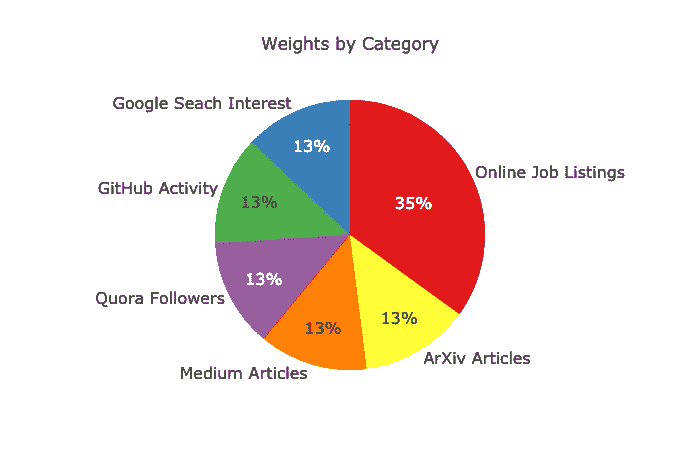 Weights by Category
Google Seach Interest
13%
Online Job Listings
35%
GitHub Activity
13%
Quora Followers
13%
Medium Articles
13%
ArXiv Articles
13%